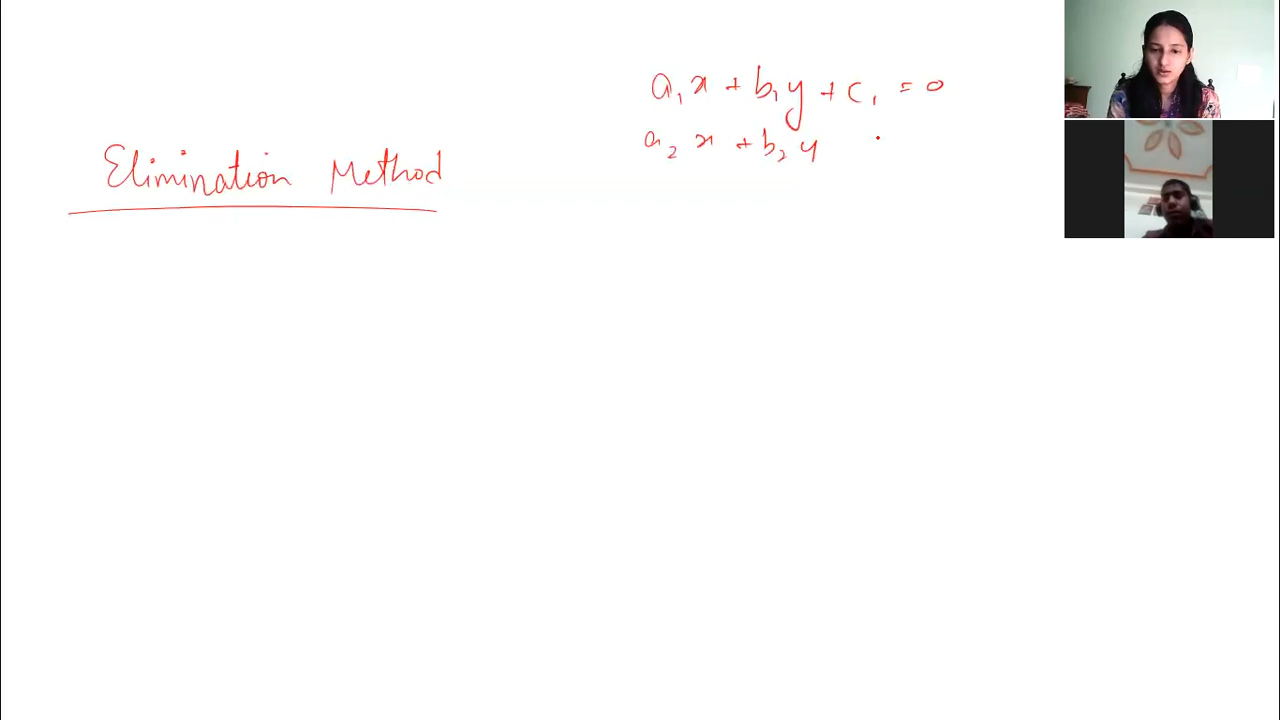 a₁x + b₁y + c₁ = 0
a₂x + b₂y
Elimination Method